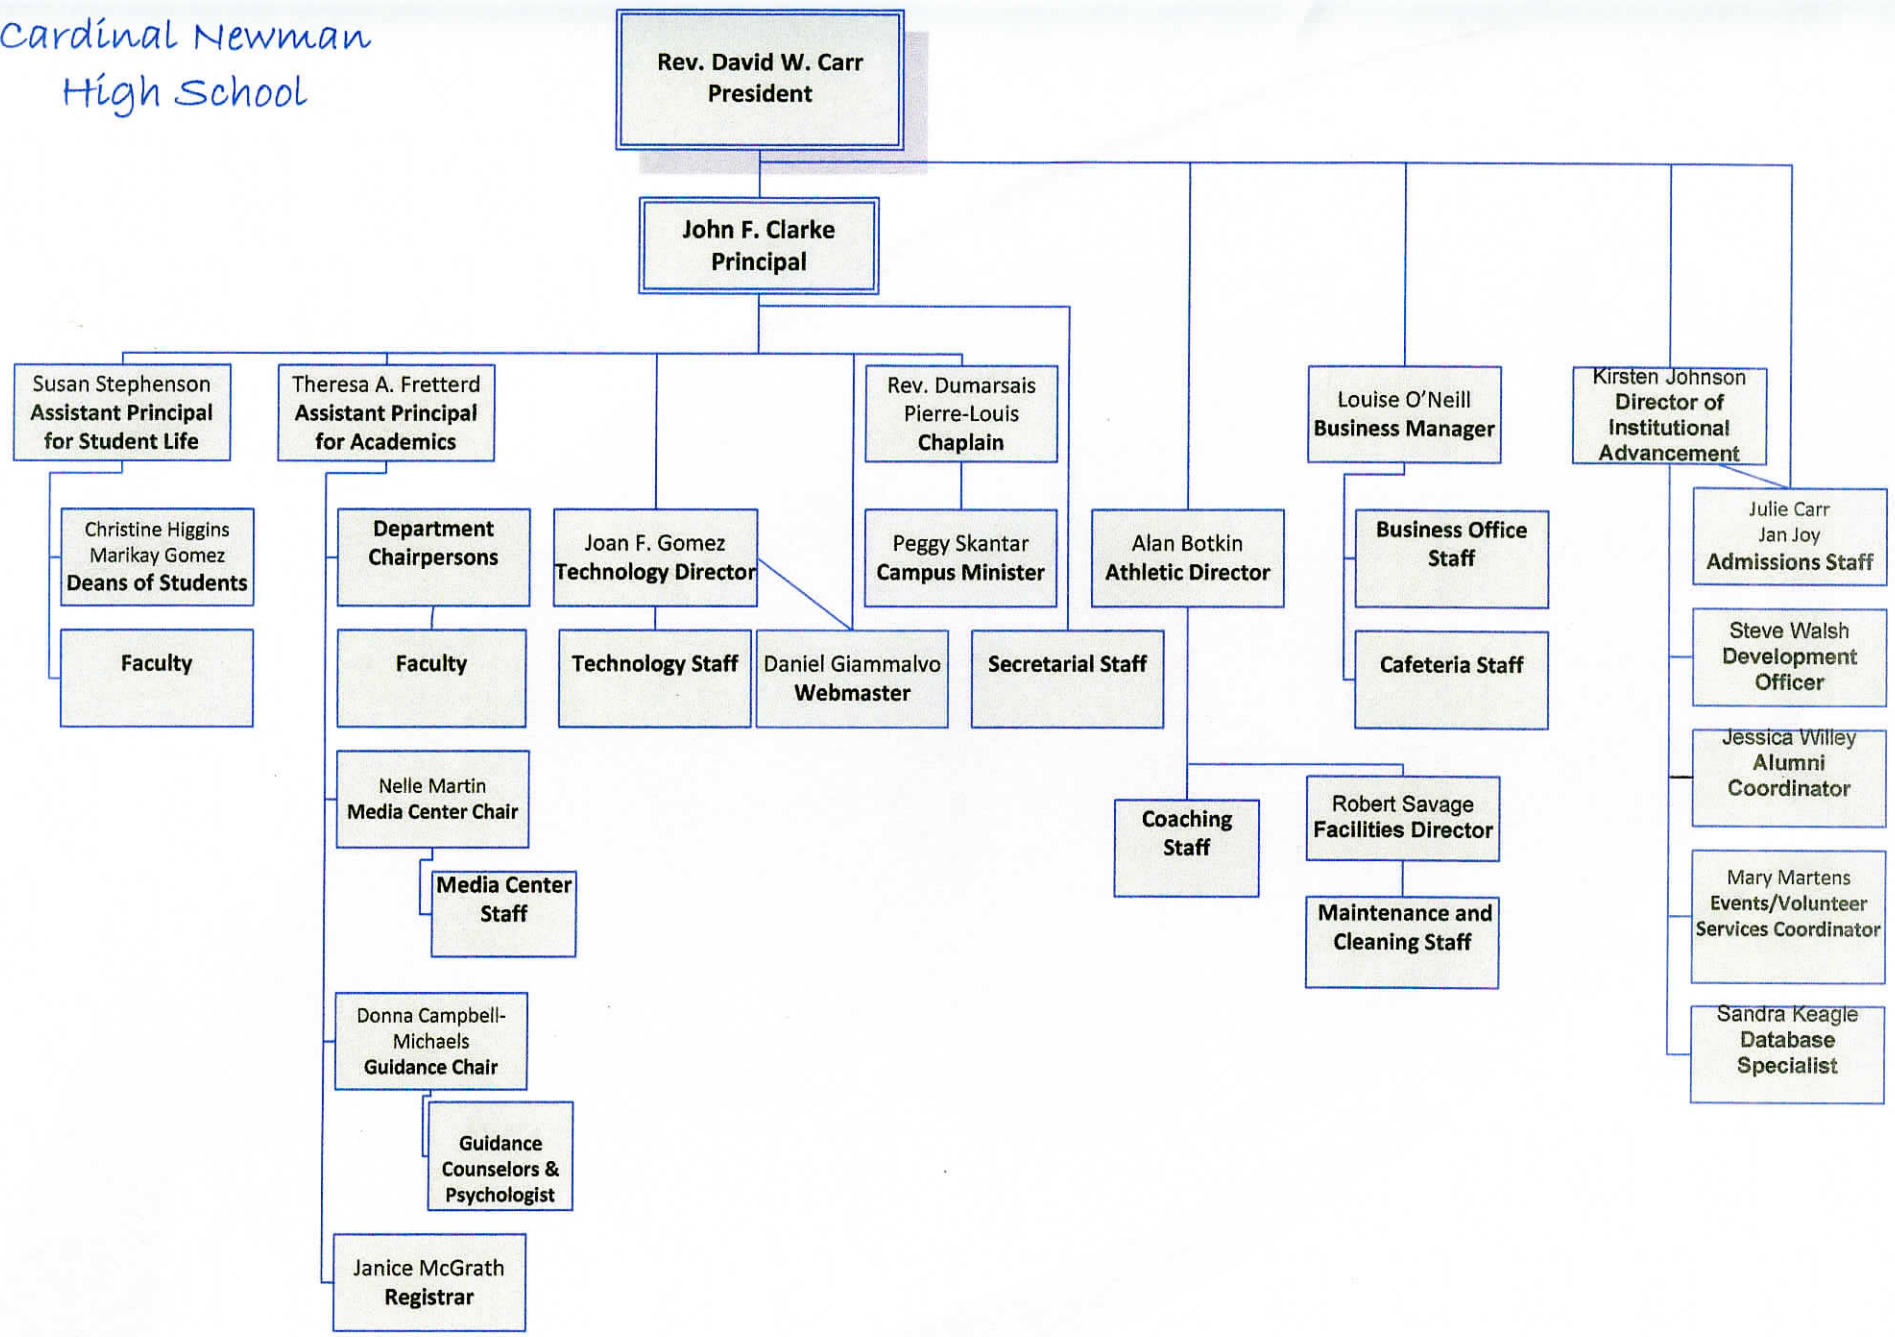 Cardinal Newman
High School
Rev. David W. Carr
President
John F. Clarke
Principal
Susan Stephenson
Assistant Principal
for Student Life
Theresa A. Fretterd
Assistant Principal
for Academics
Rev. Dumarsais
Pierre-Louis
Chaplain
Louise O'Neill
Business Manager
Kirsten Johnson
Director of
Institutional
Advancement
Christine Higgins
Marikay Gomez
Deans of Students
Department
Chairpersons
Joan F. Gomez
Technology Director
Peggy Skantar
Campus Minister
Alan Botkin
Athletic Director
Business Office
Staff
Julie Carr
Jan Joy
Admissions Staff
Faculty
Faculty
Technology Staff
Daniel Giammalvo
Webmaster
Secretarial Staff
Cafeteria Staff
Steve Walsh
Development
Officer
Nelle Martin
Media Center Chair
Coaching
Staff
Robert Savage
Facilities Director
Jessica Willey
Alumni
Coordinator
Media Center
Staff
Maintenance and
Cleaning Staff
Mary Martens
Events/Volunteer
Services Coordinator
Donna Campbell-
Michaels
Guidance Chair
Sandra Keagle
Database
Specialist
Guidance
Counselors &
Psychologist
Janice McGrath
Registrar